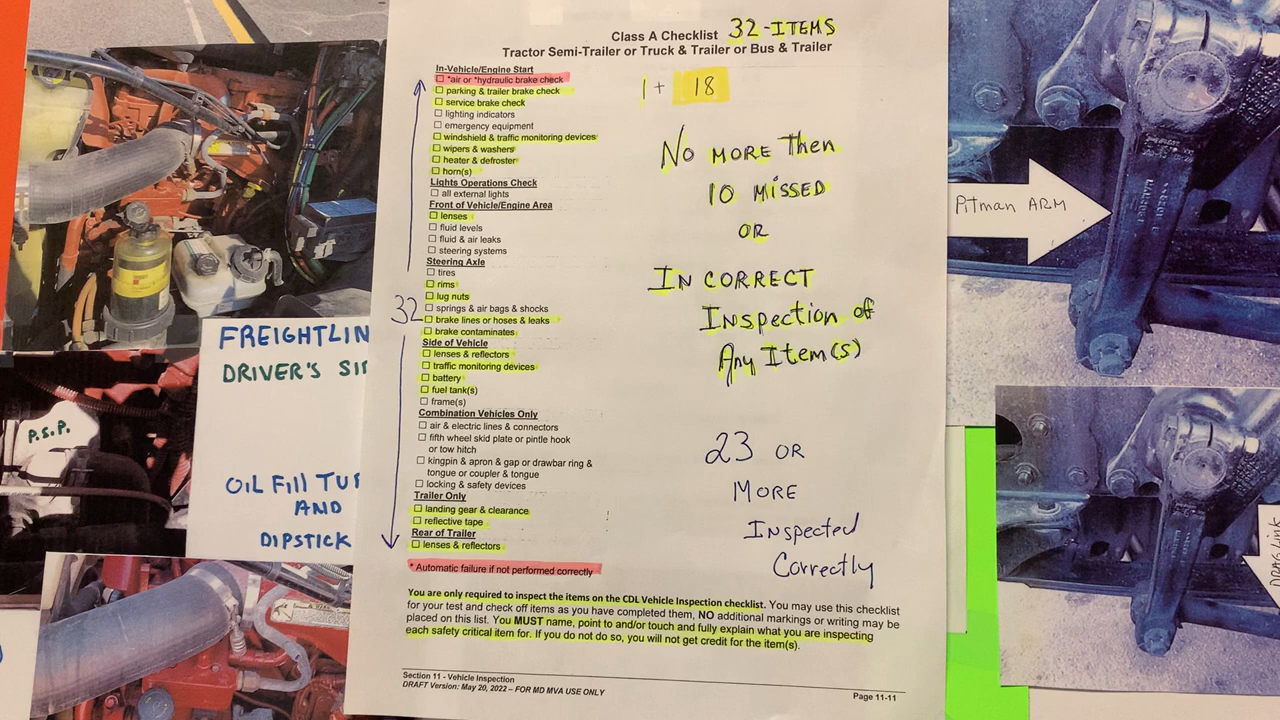 Class A Checklist 32-ITEMS
Tractor Semi-Trailer or Truck & Trailer or Bus & Trailer
In-Vehicle/Engine Start
*air or *hydraulic brake check
parking & trailer brake check
service brake check
lighting indicators
emergency equipment
windshield & traffic monitoring devices
wipers & washers
heater & defroster
horn(s)
Lights Operations Check
all external lights
Front of Vehicle/Engine Area
lenses
fluid levels
fluid & air leaks
steering systems
Steering Axle
tires
rims
lug nuts
springs & air bags & shocks
brake lines or hoses & leaks
brake contaminates
Side of Vehicle
lenses & reflectors
traffic monitoring devices
battery
fuel tank(s)
frame(s)
Combination Vehicles Only
air & electric lines & connectors
fifth wheel skid plate or pintle hook
or tow hitch
kingpin & apron & gap or drawbar ring &
tongue or coupler & tongue
locking & safety devices
Trailer Only
landing gear & clearance
reflective tape
Rear of Trailer
lenses & reflectors
* Automatic failure if not performed correctly
32
1 + 18
No MORE Then
10 MISSED
OR
INCORRECT
INSpection of
Any Item(s)
23 OR
MORE
Inspected
Correctly
You are only required to inspect the items on the CDL Vehicle Inspection checklist. You may use this checklist
for your test and check off items as you have completed them, NO additional markings or writing may be
placed on this list. You MUST name, point to and/or touch and fully explain what you are inspecting
each safety critical item for. If you do not do so, you will not get credit for the item(s).
Section 11 - Vehicle Inspection
DRAFT Version: May 20, 2022 – FOR MD MVA USE ONLY
Page 11-11
FREIGHTLIN
DRIVER'S SI
P.S.P.
OIL Fill TU
AND
DIPSTICK
Pitman ARM
DRAG Link